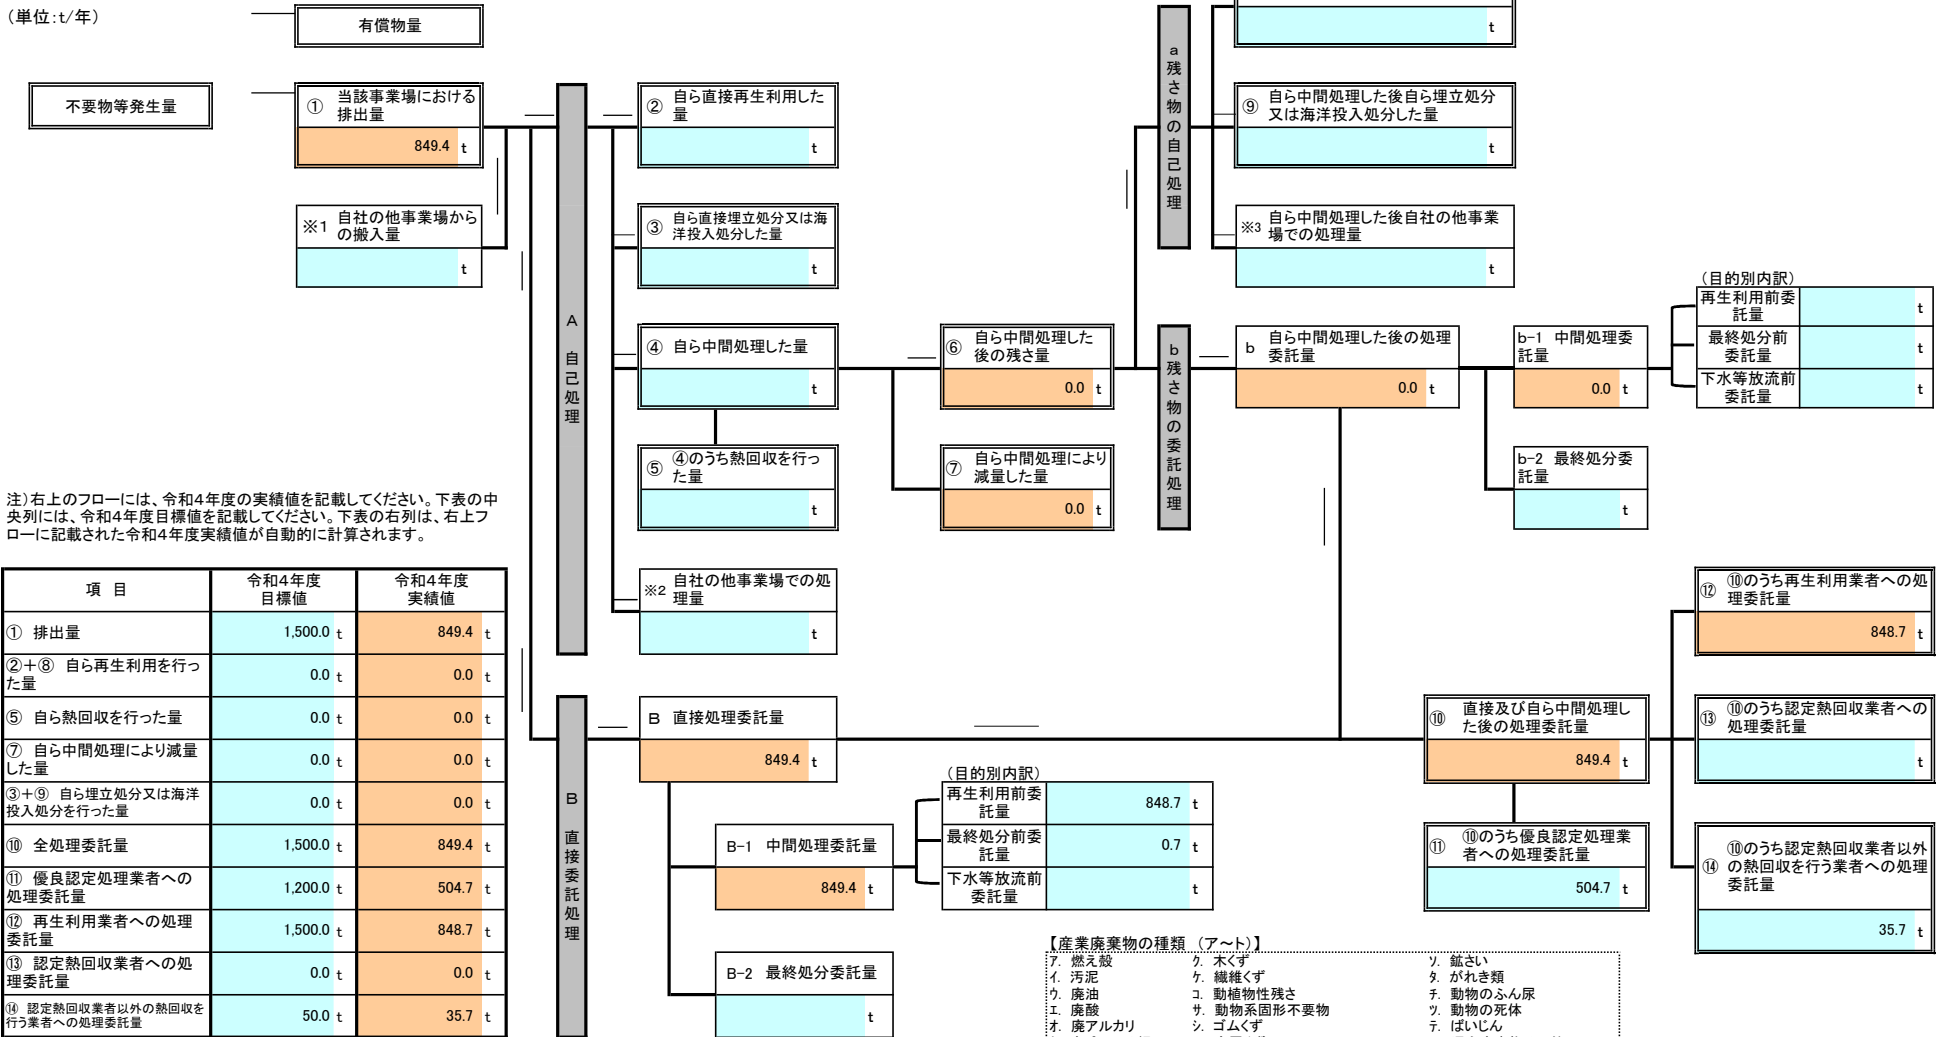 (単位:t/年)
有償物量
t
不要物等発生量
① 当該事業場における
排出量
849.4 t
※1 自社の他事業場から
の搬入量
t
A
自己処理
② 自ら直接再生利用した
量
t
③ 自ら直接埋立処分又は海
洋投入処分した量
t
④ 自ら中間処理した量
t
⑤ ④のうち熱回収を行っ
た量
t
※2 自社の他事業場での処
理量
t
⑥ 自ら中間処理した
後の残さ量
0.0 t
⑦ 自ら中間処理により
減量した量
0.0 t
a
残さ物の自己処理
⑨ 自ら中間処理した後自ら埋立処分
又は海洋投入処分した量
t
※3 自ら中間処理した後自社の他事業
場での処理量
t
b
残さ物の委託処理
b 自ら中間処理した後の処理
委託量
0.0 t
b-1 中間処理委
託量
0.0 t
b-2 最終処分委
託量
t
(目的別内訳)
再生利用前委
託量
t
最終処分前
委託量
t
下水等放流前
委託量
t
注)右上のフローには、令和4年度の実績値を記載してください。下表の中
央列には、令和4年度目標値を記載してください。下表の右列は、右上フ
ローに記載された令和4年度実績値が自動的に計算されます。
項 目
令和4年度
目標値
令和4年度
実績値
① 排出量
1,500.0 t
849.4 t
②+⑧ 自ら再生利用を行っ
た量
0.0 t
0.0 t
⑤ 自ら熱回収を行った量
0.0 t
0.0 t
⑦ 自ら中間処理により減量
した量
0.0 t
0.0 t
③+⑨ 自ら埋立処分又は海洋
投入処分を行った量
0.0 t
0.0 t
⑩ 全処理委託量
1,500.0 t
849.4 t
⑪ 優良認定処理業者への
処理委託量
1,200.0 t
504.7 t
⑫ 再生利用業者への処理
委託量
1,500.0 t
848.7 t
⑬ 認定熱回収業者への処
理委託量
0.0 t
0.0 t
⑭ 認定熱回収業者以外の熱回収を
行う業者への処理委託量
50.0 t
35.7 t
B
直接委託処理
B 直接処理委託量
849.4 t
B-1 中間処理委託量
849.4 t
B-2 最終処分委託量
t
(目的別内訳)
再生利用前委
託量
848.7 t
最終処分前委
託量
0.7 t
下水等放流前
委託量
t
⑩ 直接及び自ら中間処理し
た後の処理委託量
849.4 t
⑪ ⑩のうち優良認定処理業
者への処理委託量
504.7 t
⑫ ⑩のうち再生利用業者への処
理委託量
848.7 t
⑬ ⑩のうち認定熱回収業者への
処理委託量
t
⑭ ⑩のうち認定熱回収業者以外
の熱回収を行う業者への処理
委託量
35.7 t
【産業廃棄物の種類 (ア~ト)】
ア. 燃え殻 ク. 木くず ソ. 鉱さい
イ. 汚泥 ケ. 繊維くず タ. がれき類
ウ. 廃油 コ. 動植物性残さ チ. 動物のふん尿
エ. 廃酸 サ. 動物系固形不要物 ツ. 動物の死体
オ. 廃アルカリ シ. ゴムくず テ. ばいじん